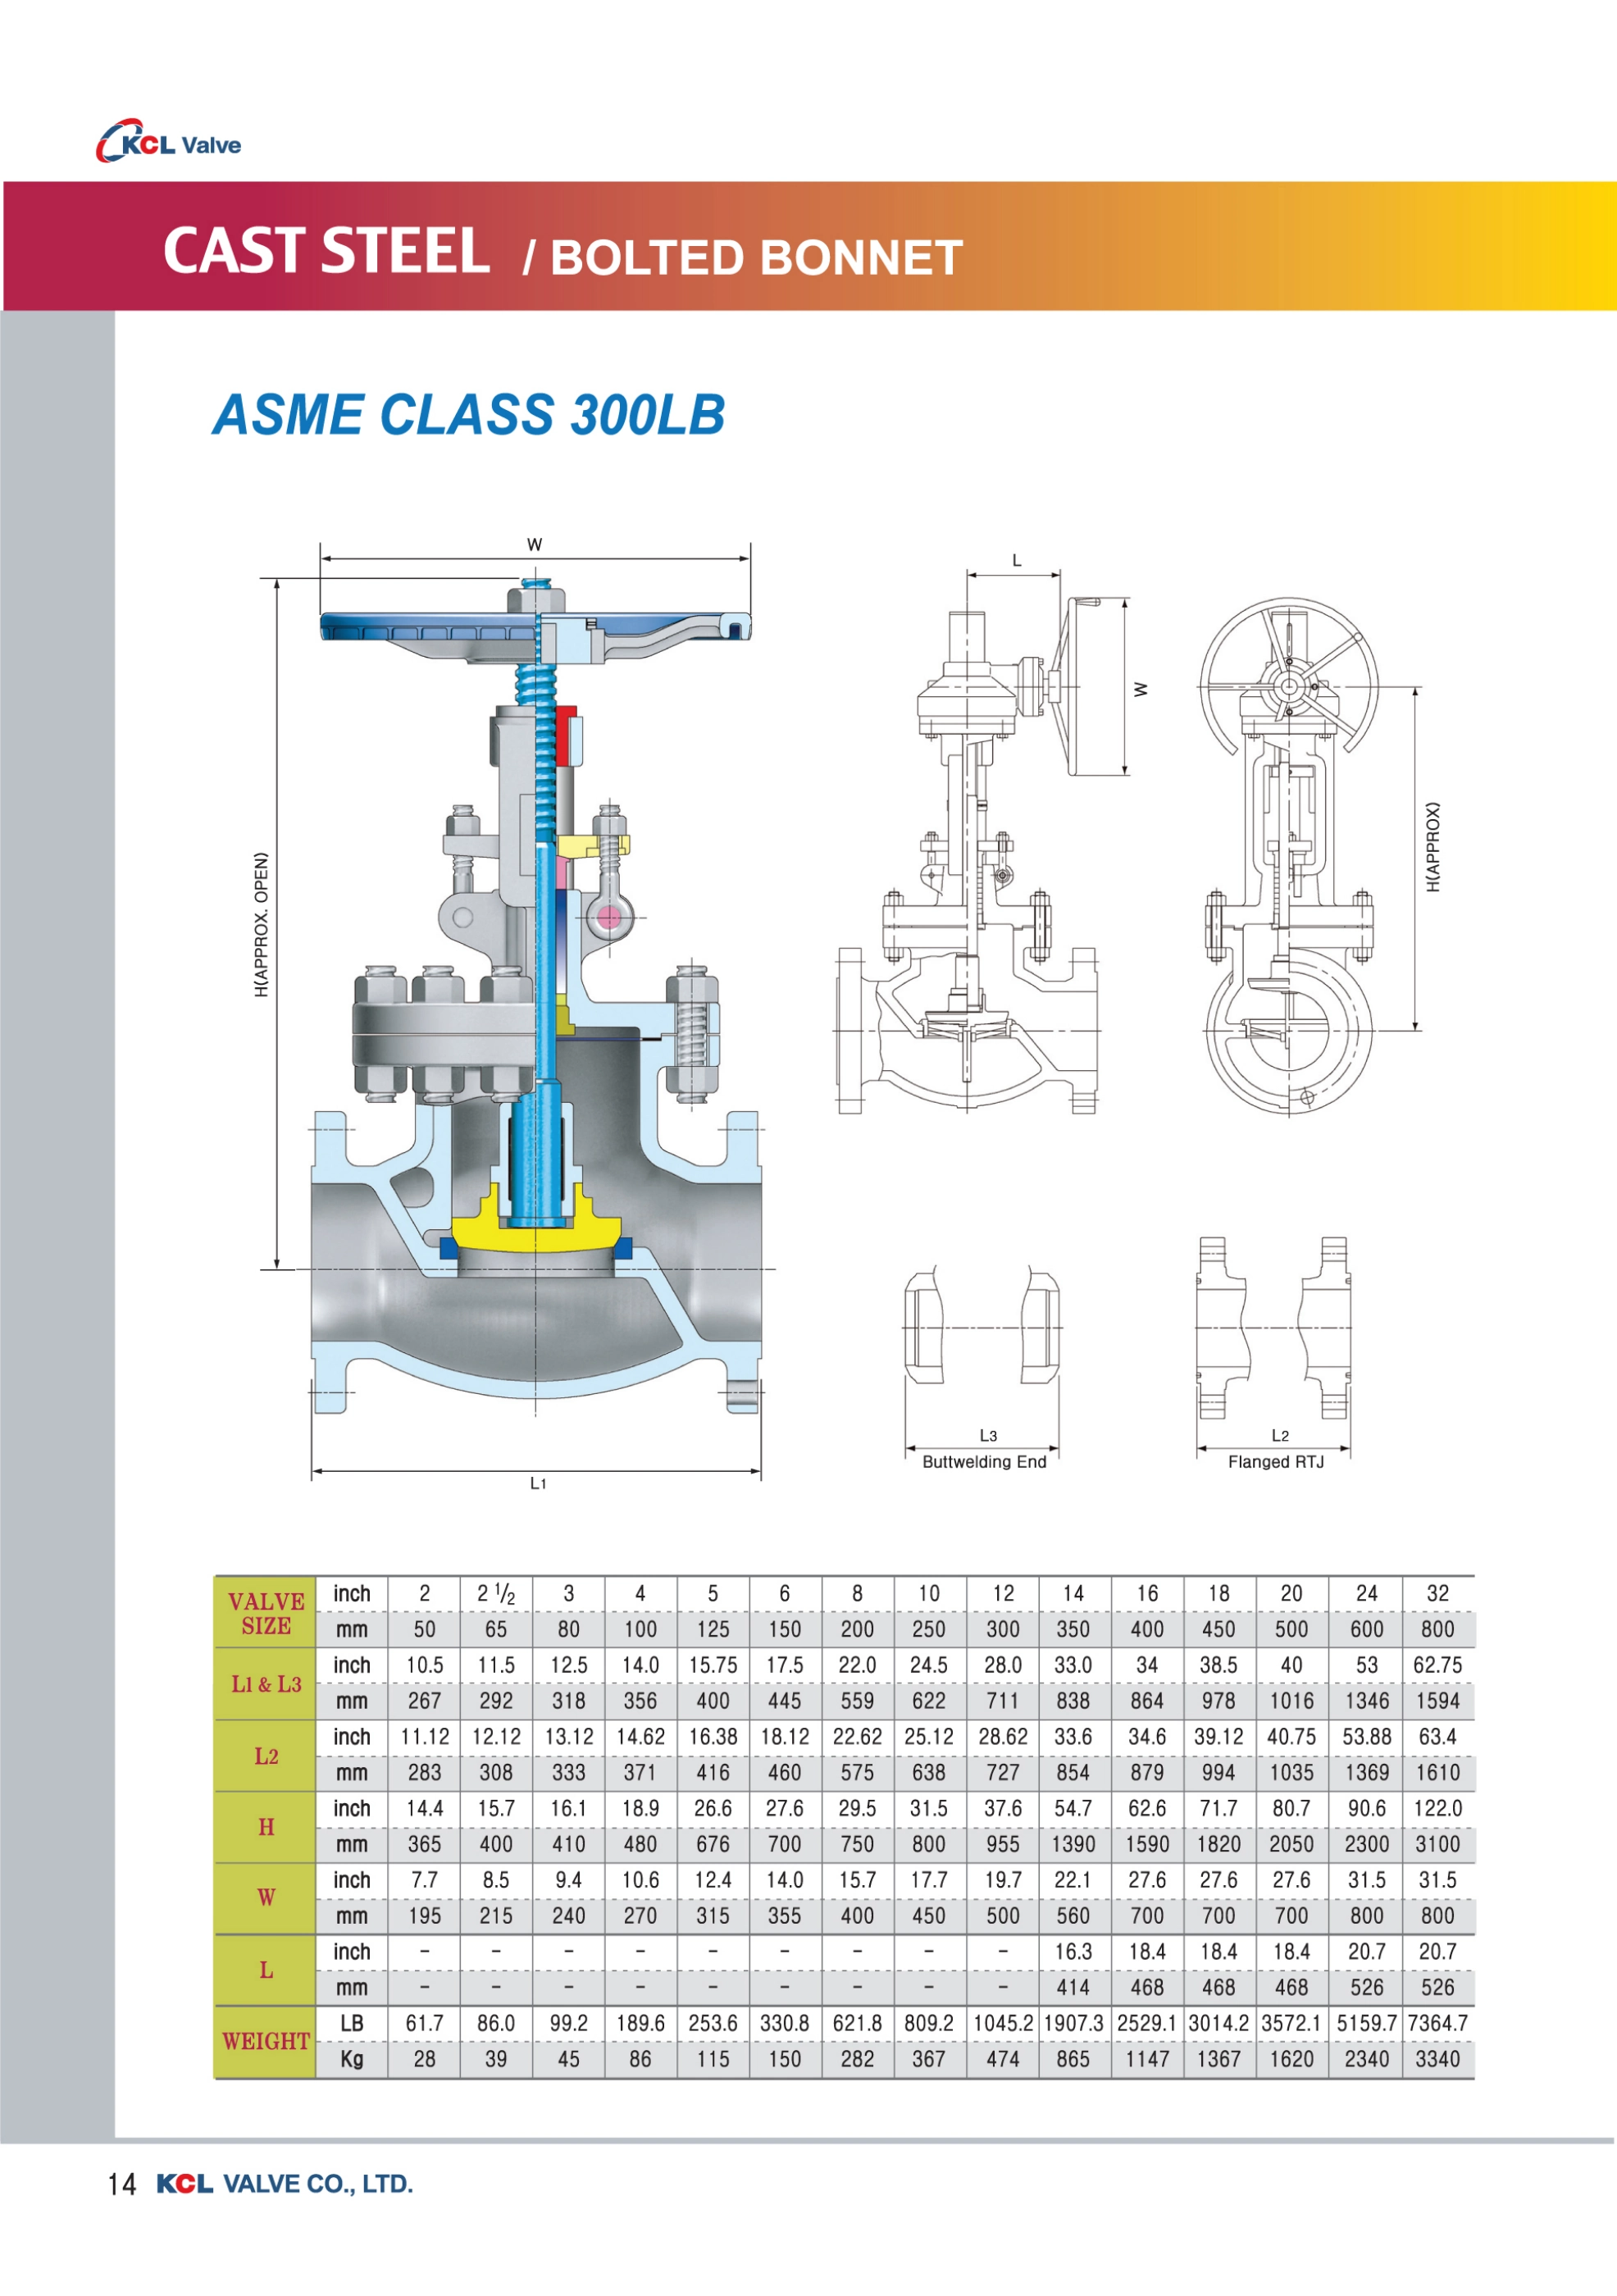 KCL Valve
CAST STEEL / BOLTED BONNET
ASME CLASS 300LB
W
H(APPROX. OPEN)
L1
L
W
H(APPROX)
L3
Buttwelding End
L2
Flanged RTJ
VALVE SIZE inch 2 2 1/2 3 4 5 6 8 10 12 14 16 18 20 24 32
mm 50 65 80 100 125 150 200 250 300 350 400 450 500 600 800
L1 & L3 inch 10.5 11.5 12.5 14.0 15.75 17.5 22.0 24.5 28.0 33.0 34 38.5 40 53 62.75
mm 267 292 318 356 400 445 559 622 711 838 864 978 1016 1346 1594
L2 inch 11.12 12.12 13.12 14.62 16.38 18.12 22.62 25.12 28.62 33.6 34.6 39.12 40.75 53.88 63.4
mm 283 308 333 371 416 460 575 638 727 854 879 994 1035 1369 1610
H inch 14.4 15.7 16.1 18.9 26.6 27.6 29.5 31.5 37.6 54.7 62.6 71.7 80.7 90.6 122.0
mm 365 400 410 480 676 700 750 800 955 1390 1590 1820 2050 2300 3100
W inch 7.7 8.5 9.4 10.6 12.4 14.0 15.7 17.7 19.7 22.1 27.6 27.6 27.6 31.5 31.5
mm 195 215 240 270 315 355 400 450 500 560 700 700 700 800 800
L inch - - - - - - - - - 16.3 18.4 18.4 18.4 20.7 20.7
mm - - - - - - - - - 414 468 468 468 526 526
WEIGHT LB 61.7 86.0 99.2 189.6 253.6 330.8 621.8 809.2 1045.2 1907.3 2529.1 3014.2 3572.1 5159.7 7364.7
Kg 28 39 45 86 115 150 282 367 474 865 1147 1367 1620 2340 3340
14 KCL VALVE CO., LTD.